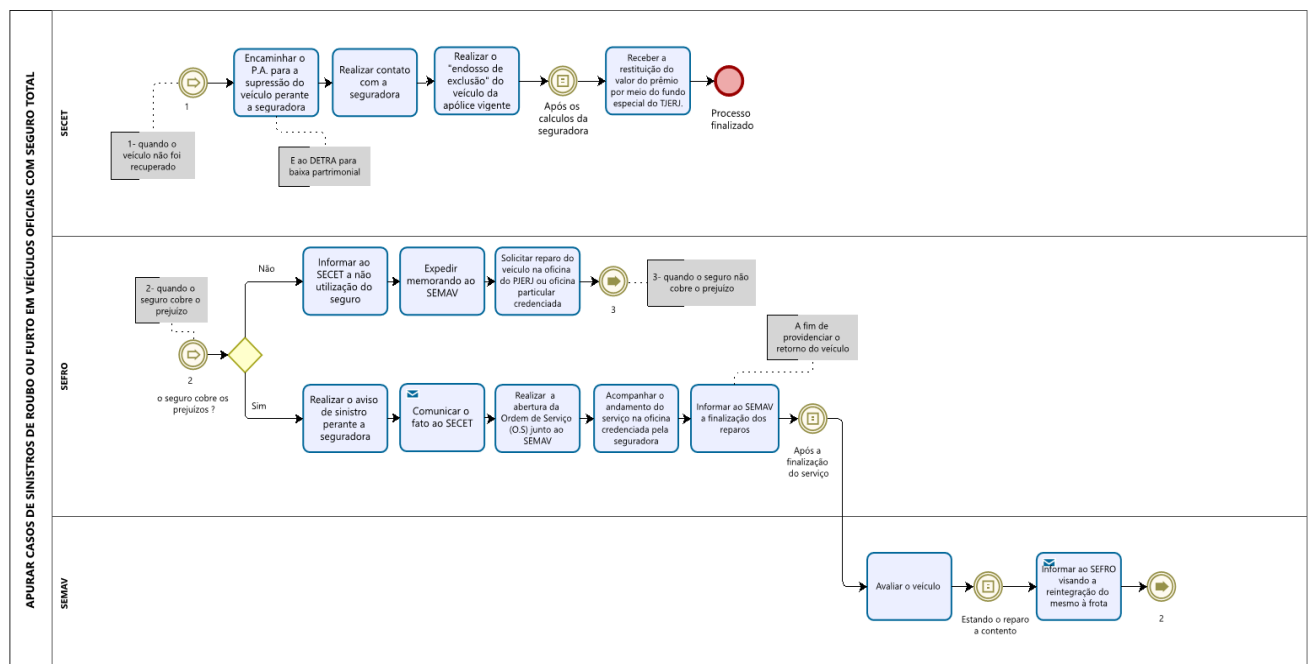 APURAR CASOS DE SINISTROS DE ROUBO OU FURTO EM VEÍCULOS OFICIAIS COM SEGURO TOTAL
SECET
1
1- quando o
veículo não foi
recuperado
Encaminhar o
P.A. para a
supressão do
veículo perante
a seguradora
E ao DETRA para
baixa partrimonial
Realizar contato
com a
seguradora
Realizar o
"endosso de
exclusão" do
veículo da
apólice vigente
Após os
calculos da
seguradora
Receber a
restituição do
valor do prêmio
por meio do fundo
especial do TJERJ.
Processo
finalizado
SEFRO
2- quando o
seguro cobre o
prejuízo
2
o seguro cobre os
prejuízos ?
Não
Informar ao
SECET a não
utilização do
seguro
Expedir
memorando ao
SEMAV
Solicitar reparo do
veículo na oficina
do PJERJ ou oficina
particular
credenciada
3
3- quando o seguro não
cobre o prejuízo
Sim
Realizar o aviso
de sinistro
perante a
seguradora
Comunicar o
fato ao SECET
Realizar a
abertura da
Ordem de Serviço
(O.S) junto ao
SEMAV
Acompanhar o
andamento do
serviço na oficina
credenciada pela
seguradora
Informar ao SEMAV
a finalização dos
reparos
A fim de
providenciar o
retorno do veículo
Após a
finalização
do serviço
SEMAV
Avaliar o veículo
Estando o reparo
a contento
Informar ao SEFRO
visando a
reintegração do
mesmo à frota
2